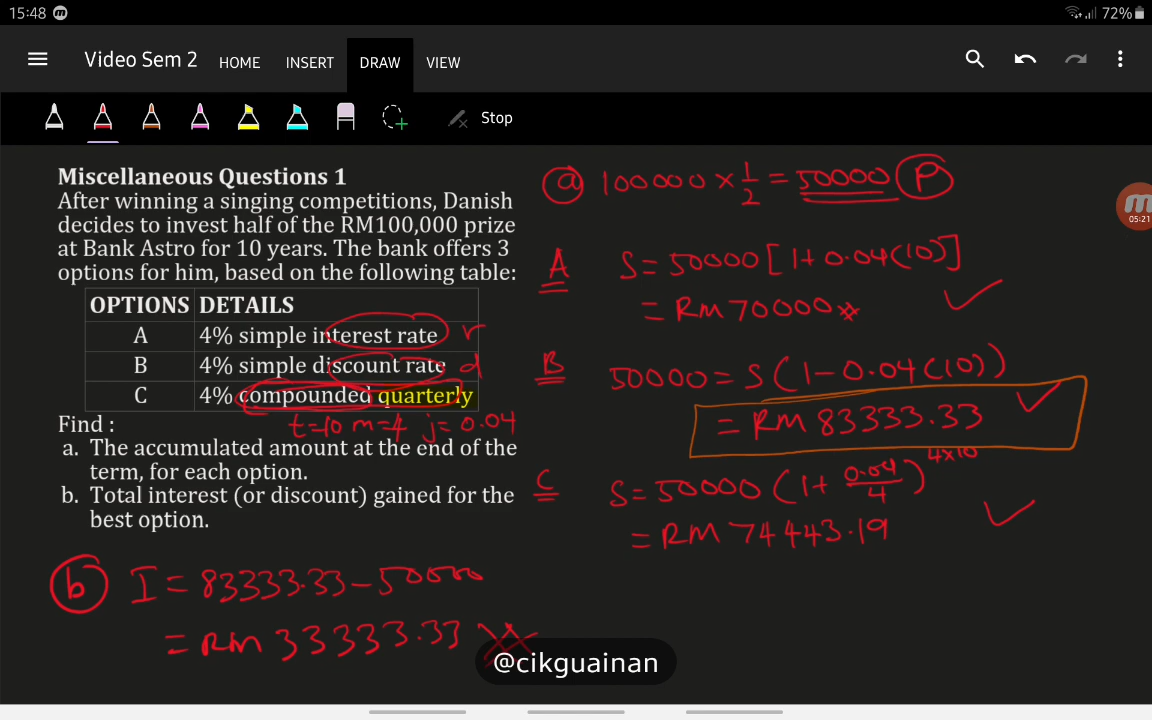 15:48 m 72%
Video Sem 2 HOME INSERT DRAW VIEW
Stop
Miscellaneous Questions 1
After winning a singing competitions, Danish
decides to invest half of the RM100,000 prize
at Bank Astro for 10 years. The bank offers 3
options for him, based on the following table:
OPTIONS DETAILS
A 4% simple interest rate r
B 4% simple discount rate d
C 4% compounded quarterly
t=10 m=4 j=0.04
Find :
a. The accumulated amount at the end of the
term, for each option.
b. Total interest (or discount) gained for the
best option.
b I = 83333.33 - 50000
= RM 33333.33
a 100000 × 1/2 = 50000 P
A S = 50000 [1 + 0.04(10)]
= RM 70000
B 50000 = S (1 - 0.04(10))
= RM 83333.33
C S = 50000 (1 + 0.04/4)^4×10
= RM 74443.19
05:21
@cikguainan